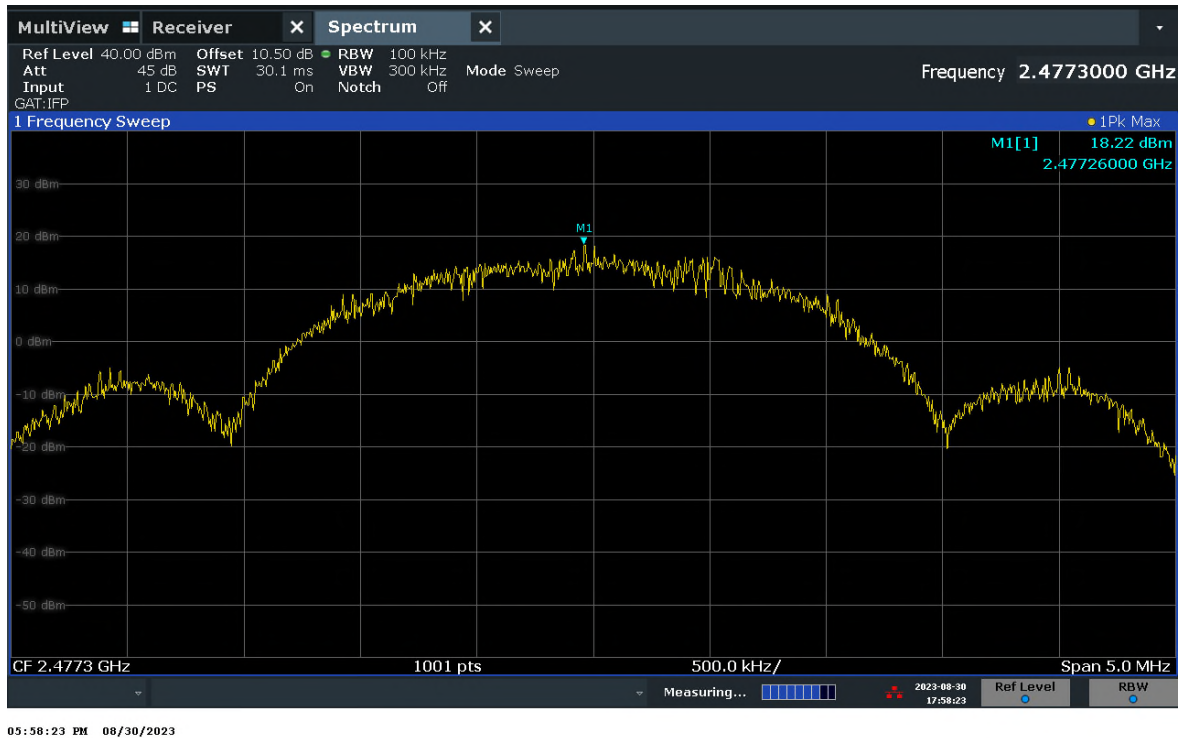 MultiView Receiver X Spectrum X
Ref Level 40.00 dBm Offset 10.50 dB RBW 100 kHz
Att 45 dB SWT 30.1 ms VBW 300 kHz Mode Sweep
Frequency 2.4773000 GHz
Input 1 DC PS On Notch Off
GAT:IFP
1 Frequency Sweep 1Pk Max
M1[1] 18.22 dBm
2.47726000 GHz
30 dBm
M1
20 dBm
10 dBm
0 dBm
-10 dBm
-20 dBm
-30 dBm
-40 dBm
-50 dBm
CF 2.4773 GHz 1001 pts 500.0 kHz/ Span 5.0 MHz
Measuring... 2023-08-30 Ref Level RBW
17:58:23
05:58:23 PM 08/30/2023